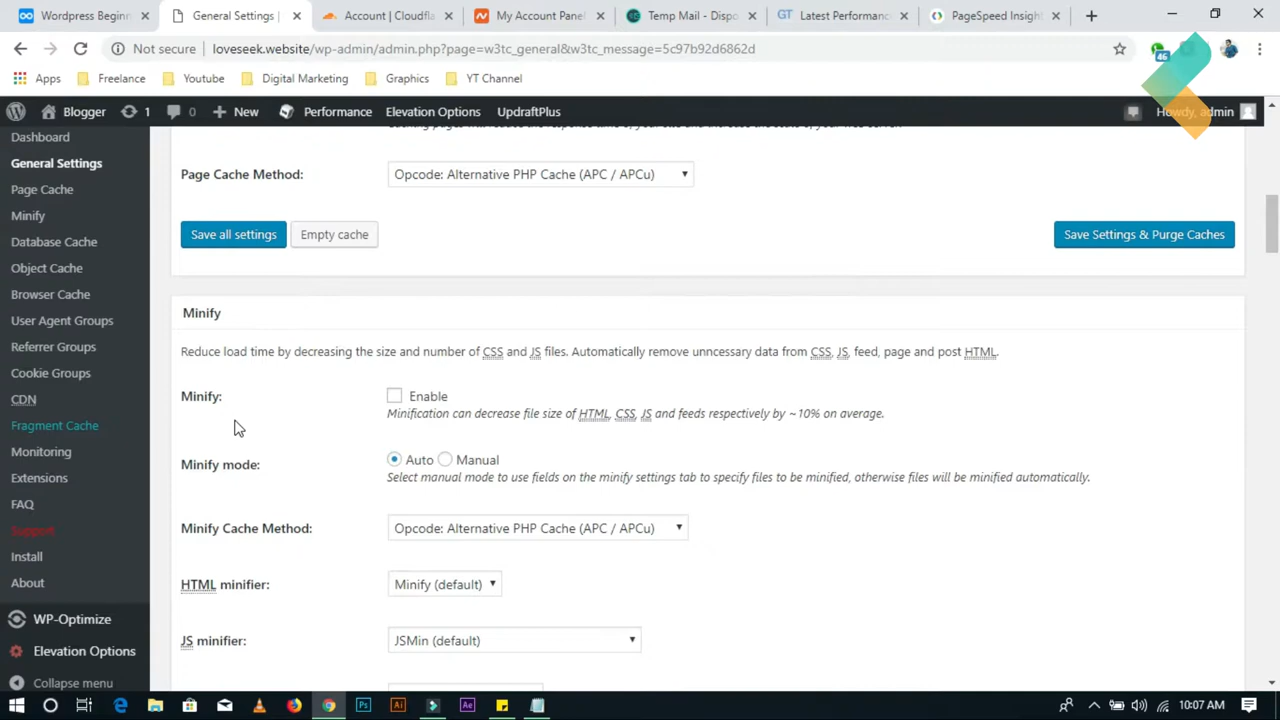 Wordpress Beginn
General Settings |
Account | Cloudfla
My Account Panel
Temp Mail - Dispo
Latest Performanc
PageSpeed Insight
Not secure
loveseek.website/wp-admin/admin.php?page=w3tc_general&w3tc_message=5c97b92d6862d
46
Apps
Freelance
Youtube
Digital Marketing
Graphics
YT Channel
Blogger
1
0
New
Performance
Elevation Options
UpdraftPlus
Howdy, admin
Dashboard
General Settings
Page Cache
Minify
Database Cache
Object Cache
Browser Cache
User Agent Groups
Referrer Groups
Cookie Groups
CDN
Fragment Cache
Monitoring
Extensions
FAQ
Support
Install
About
WP-Optimize
Elevation Options
Collapse menu
Page Cache Method:
Opcode: Alternative PHP Cache (APC / APCu)
Save all settings
Empty cache
Save Settings & Purge Caches
Minify
Reduce load time by decreasing the size and number of CSS and JS files. Automatically remove unncessary data from CSS, JS, feed, page and post HTML.
Minify:
Enable
Minification can decrease file size of HTML, CSS, JS and feeds respectively by ~10% on average.
Minify mode:
Auto
Manual
Select manual mode to use fields on the minify settings tab to specify files to be minified, otherwise files will be minified automatically.
Minify Cache Method:
Opcode: Alternative PHP Cache (APC / APCu)
HTML minifier:
Minify (default)
JS minifier:
JSMin (default)
Ps
Ai
Ae
10:07 AM